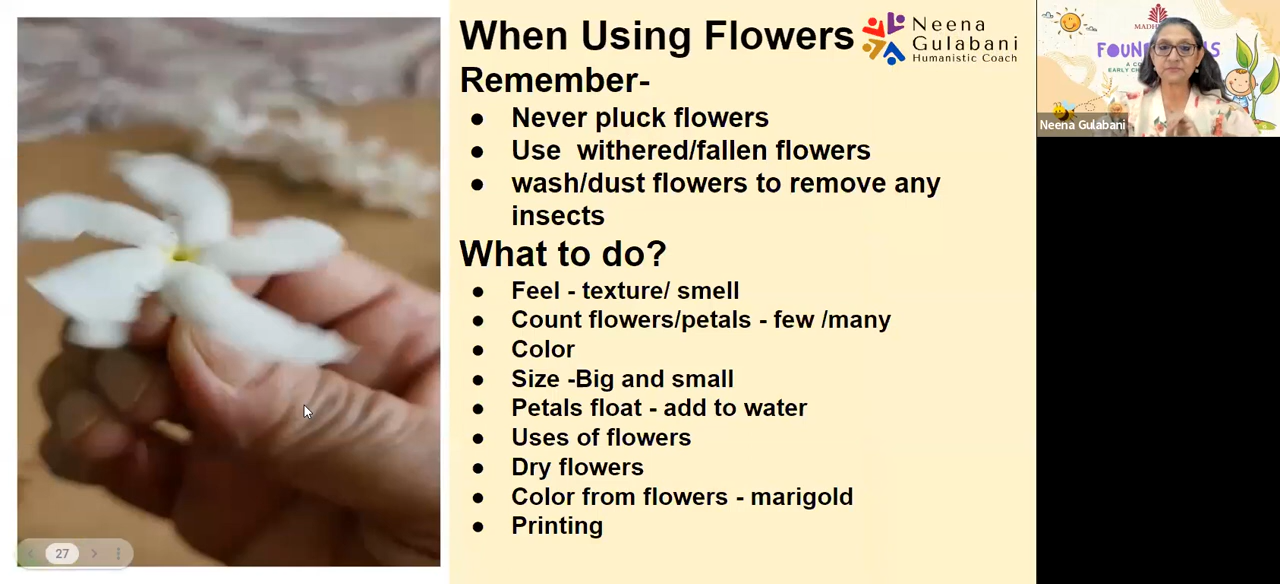 When Using Flowers
Neena
Gulabani
Humanistic Coach
Remember-
● Never pluck flowers
● Use withered/fallen flowers
● wash/dust flowers to remove any
insects
What to do?
● Feel - texture/ smell
● Count flowers/petals - few /many
● Color
● Size -Big and small
● Petals float - add to water
● Uses of flowers
● Dry flowers
● Color from flowers - marigold
● Printing
27
Neena Gulabani